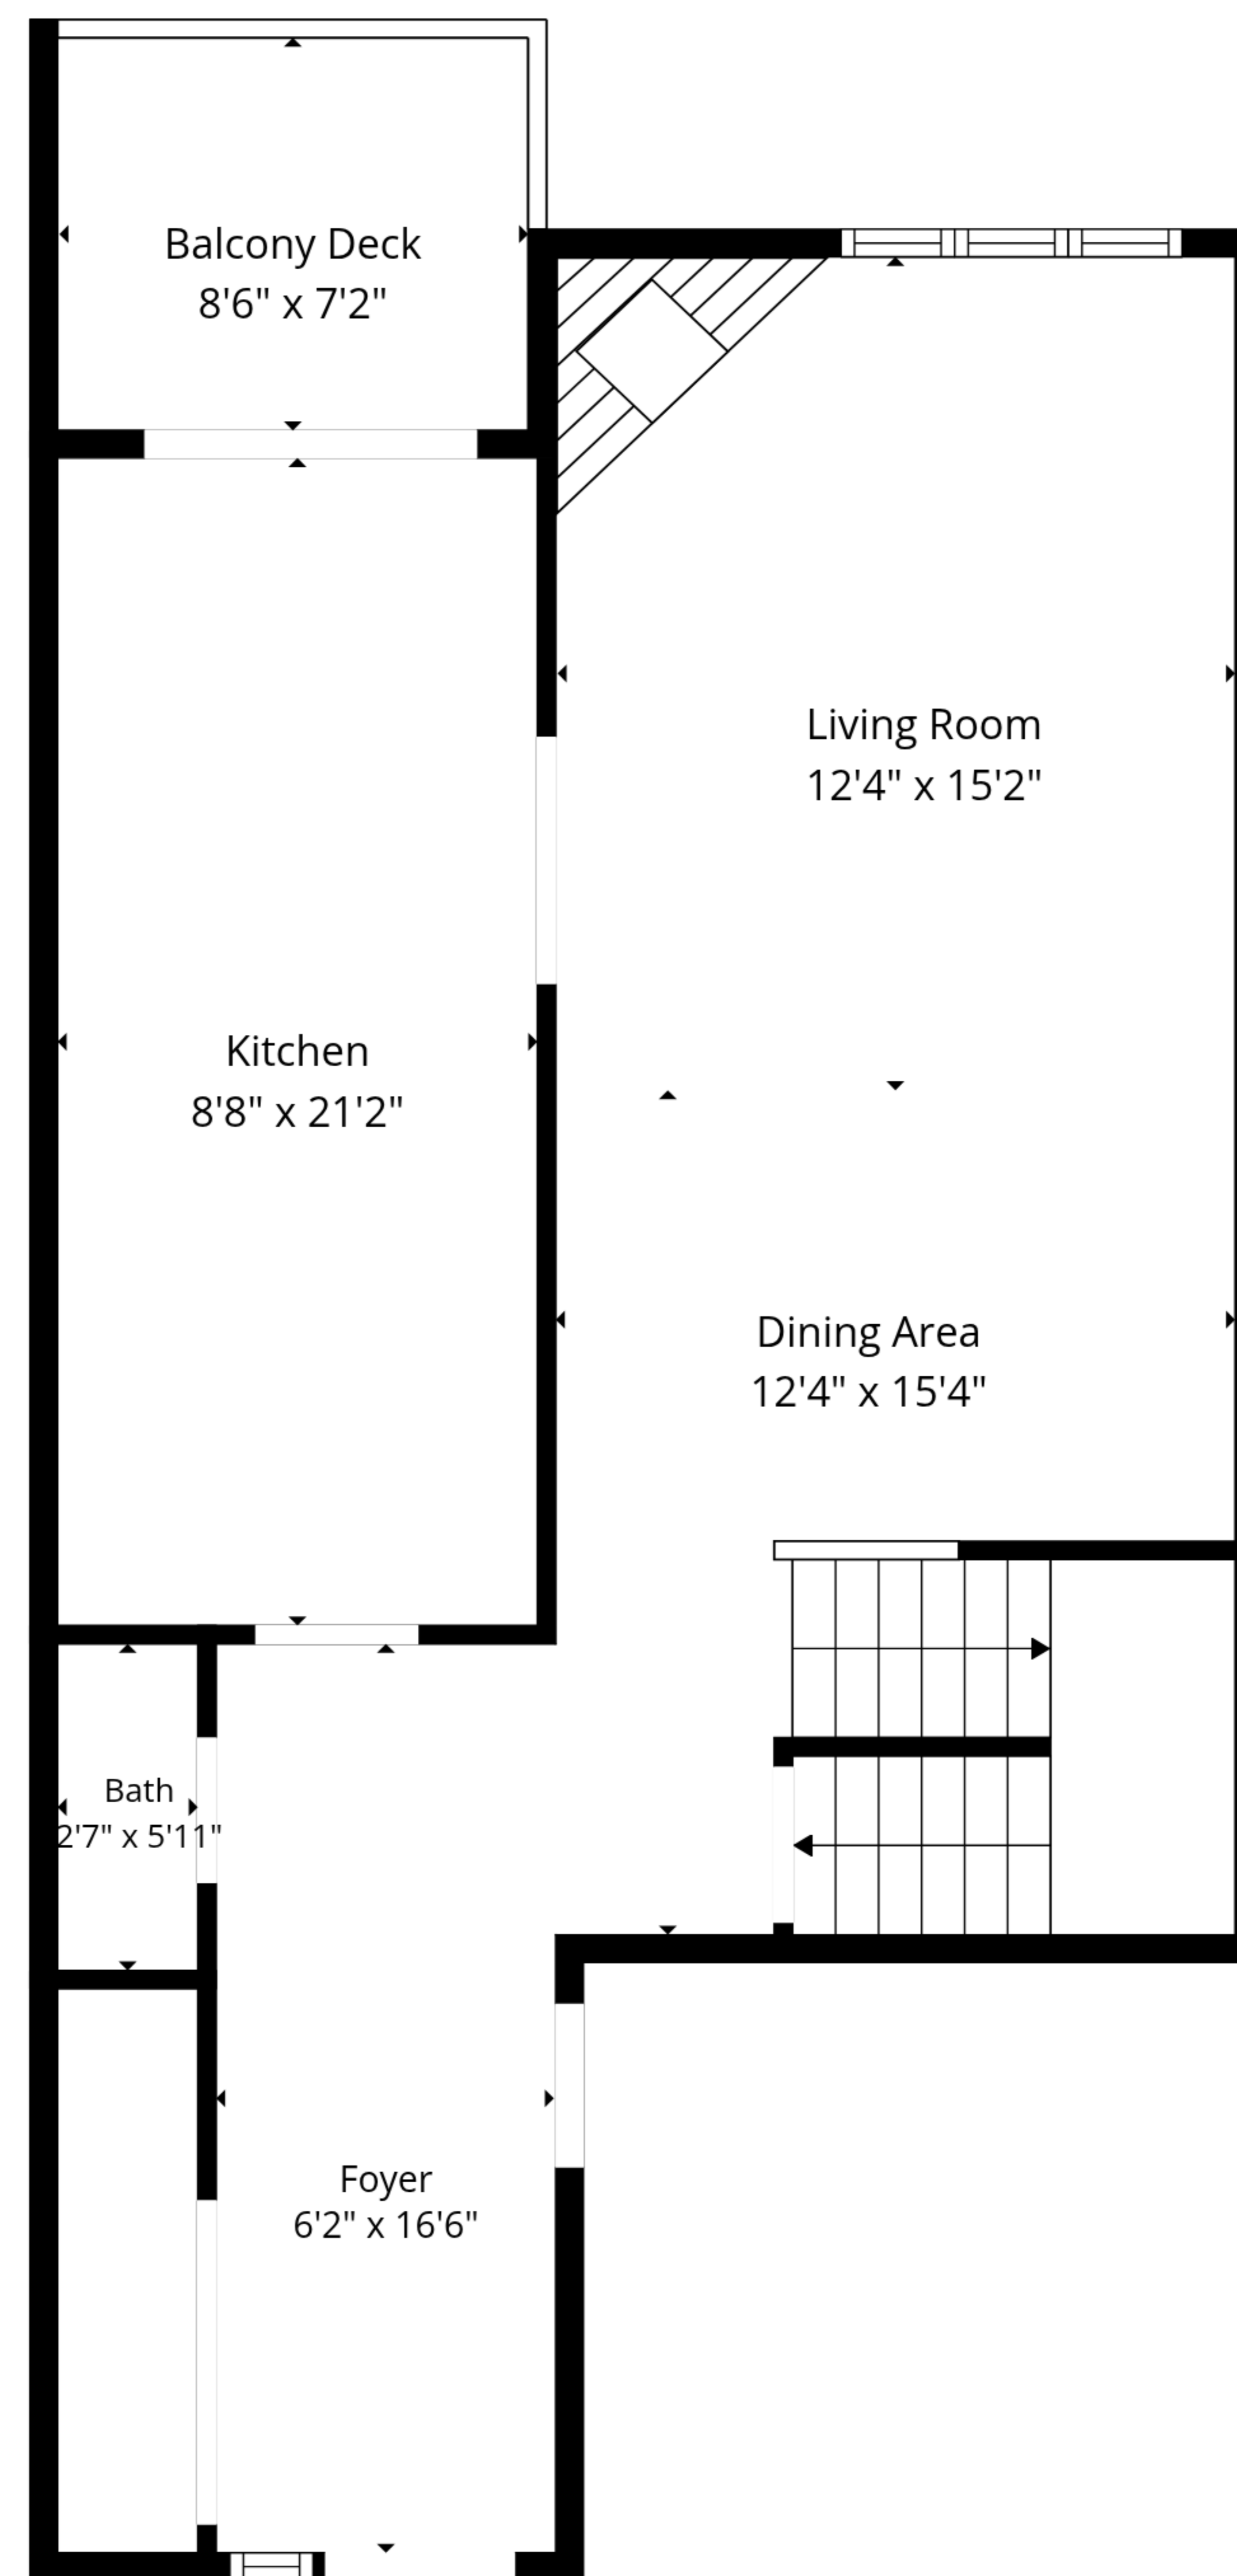 Balcony Deck
8'6" x 7'2"
Living Room
12'4" x 15'2"
Kitchen
8'8" x 21'2"
Dining Area
12'4" x 15'4"
Bath
2'7" x 5'11"
Foyer
6'2" x 16'6"